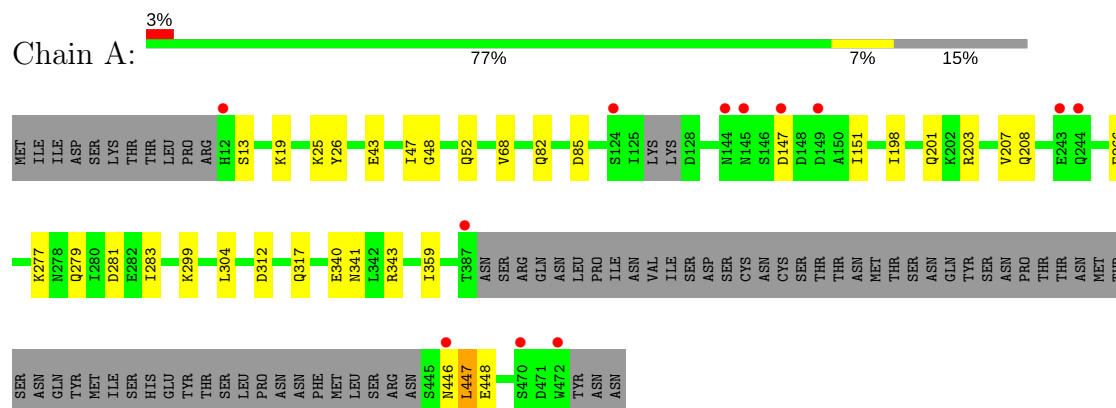 3%
Chain A:
77% 7% 15%
MET ILE ILE ASP SER LYS THR THR LEU PRO ARG H12 S13 K19 K25 Y26 E43 I47 G48 Q52 V68 Q82 D85 S124 I125 LYS LYS D128 N144 N145 S146 D147 D148 D149 A150 I151 I198 Q201 K202 R203 V207 Q208 E243 Q244
K277 N278 Q279 I280 D281 E282 I283 K299 L304 D312 Q317 E340 N341 L342 R343 I359 T387 ASN SER ARG GLN ASN LEU PRO ILE ASN VAL ILE SER ASP SER CYS ASN CYS SER THR THR ASN MET THR SER ASN GLN TYR SER ASN PRO THR THR ASN MET
SER ASN GLN TYR MET ILE SER HIS GLU TYR THR SER LEU PRO ASN ASN PHE MET LEU SER ARG ASN S445 N446 L447 E448 S470 D471 W472 TYR ASN ASN